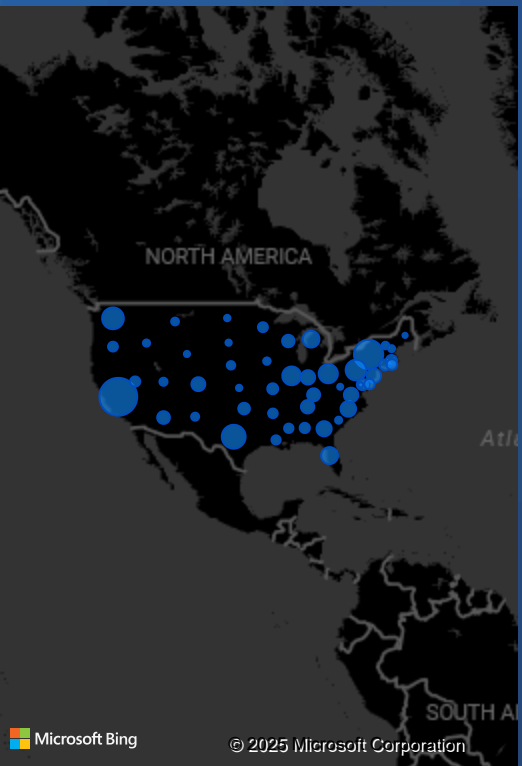 NORTH AMERICA
Atl
SOUTH A
Microsoft Bing
© 2025 Microsoft Corporation